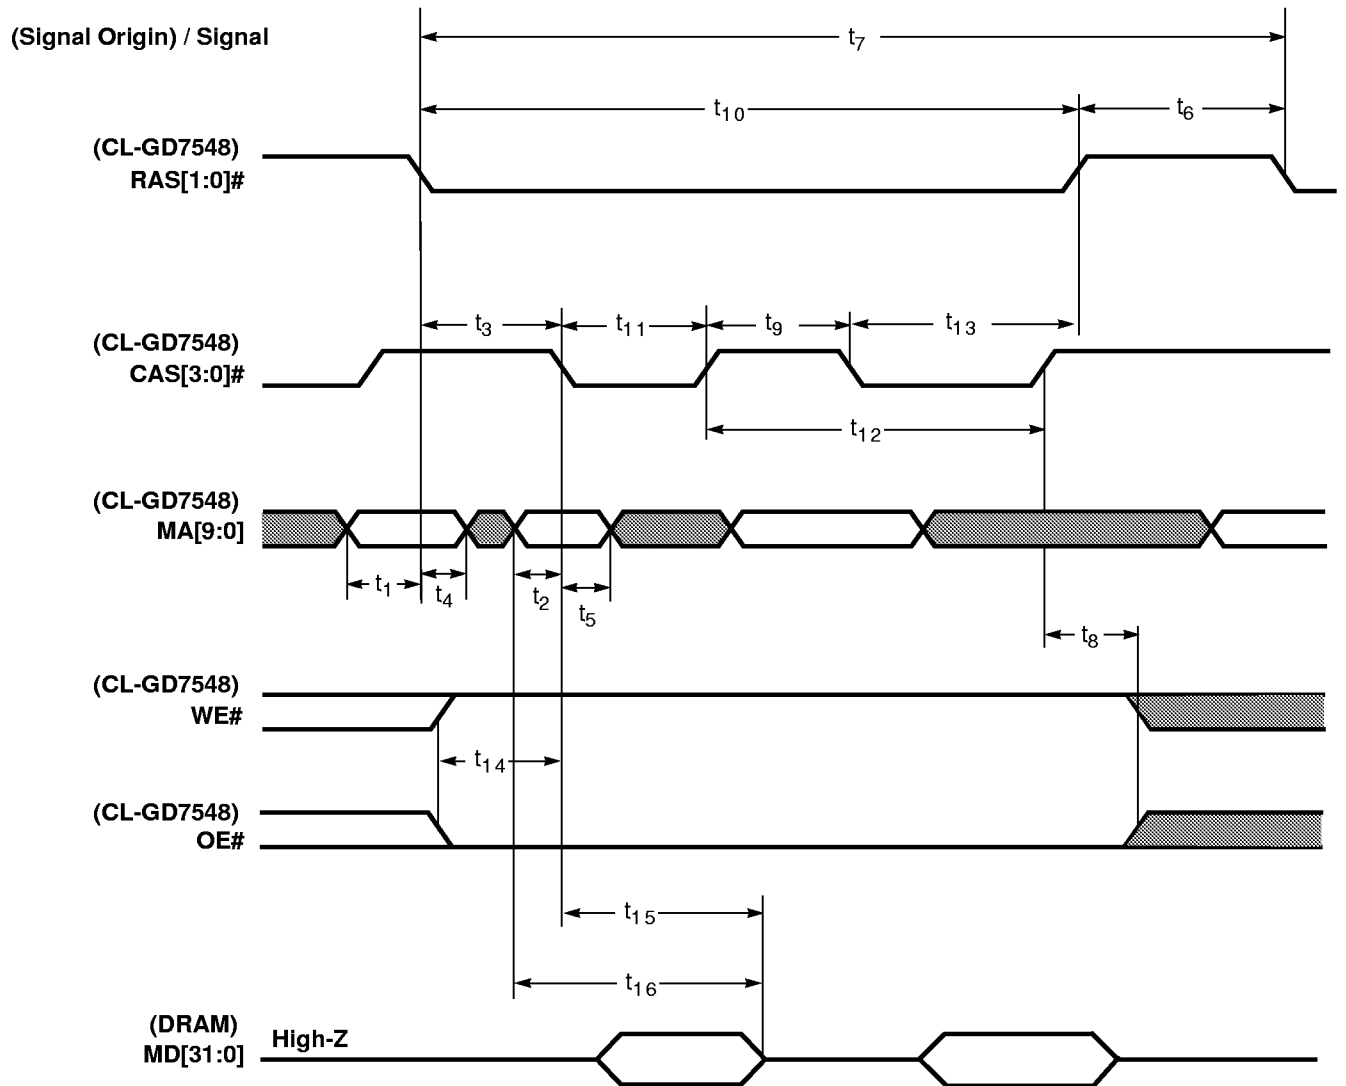 (Signal Origin) / Signal
t7
t10
t6
(CL-GD7548)
RAS[1:0]#
t3
t11
t9
t13
(CL-GD7548)
CAS[3:0]#
t12
(CL-GD7548)
MA[9:0]
t1
t4
t2
t5
t8
(CL-GD7548)
WE#
t14
(CL-GD7548)
OE#
t15
t16
(DRAM)
MD[31:0]
High-Z